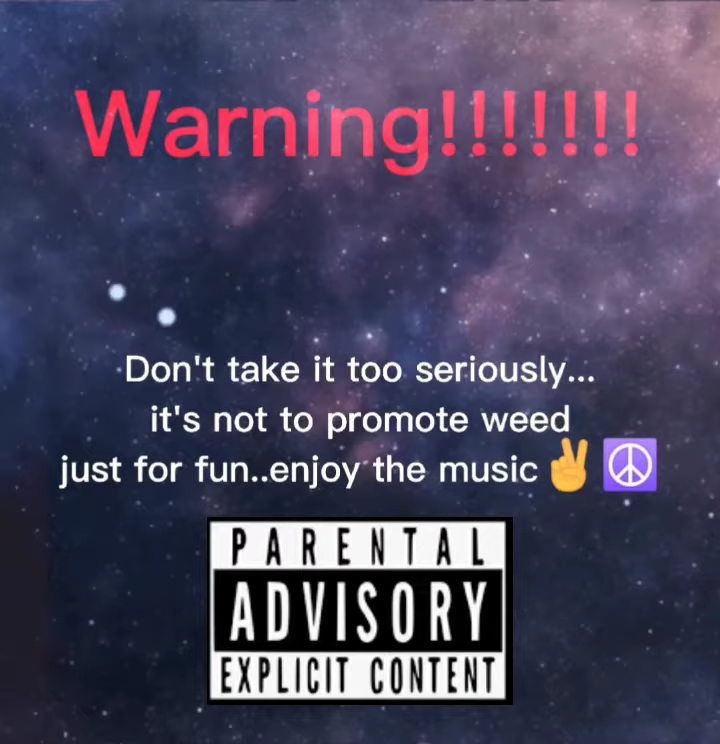 Warning!!!!!!!
Don't take it too seriously...
it's not to promote weed
just for fun..enjoy the music✌️☮️
PARENTAL
ADVISORY
EXPLICIT CONTENT